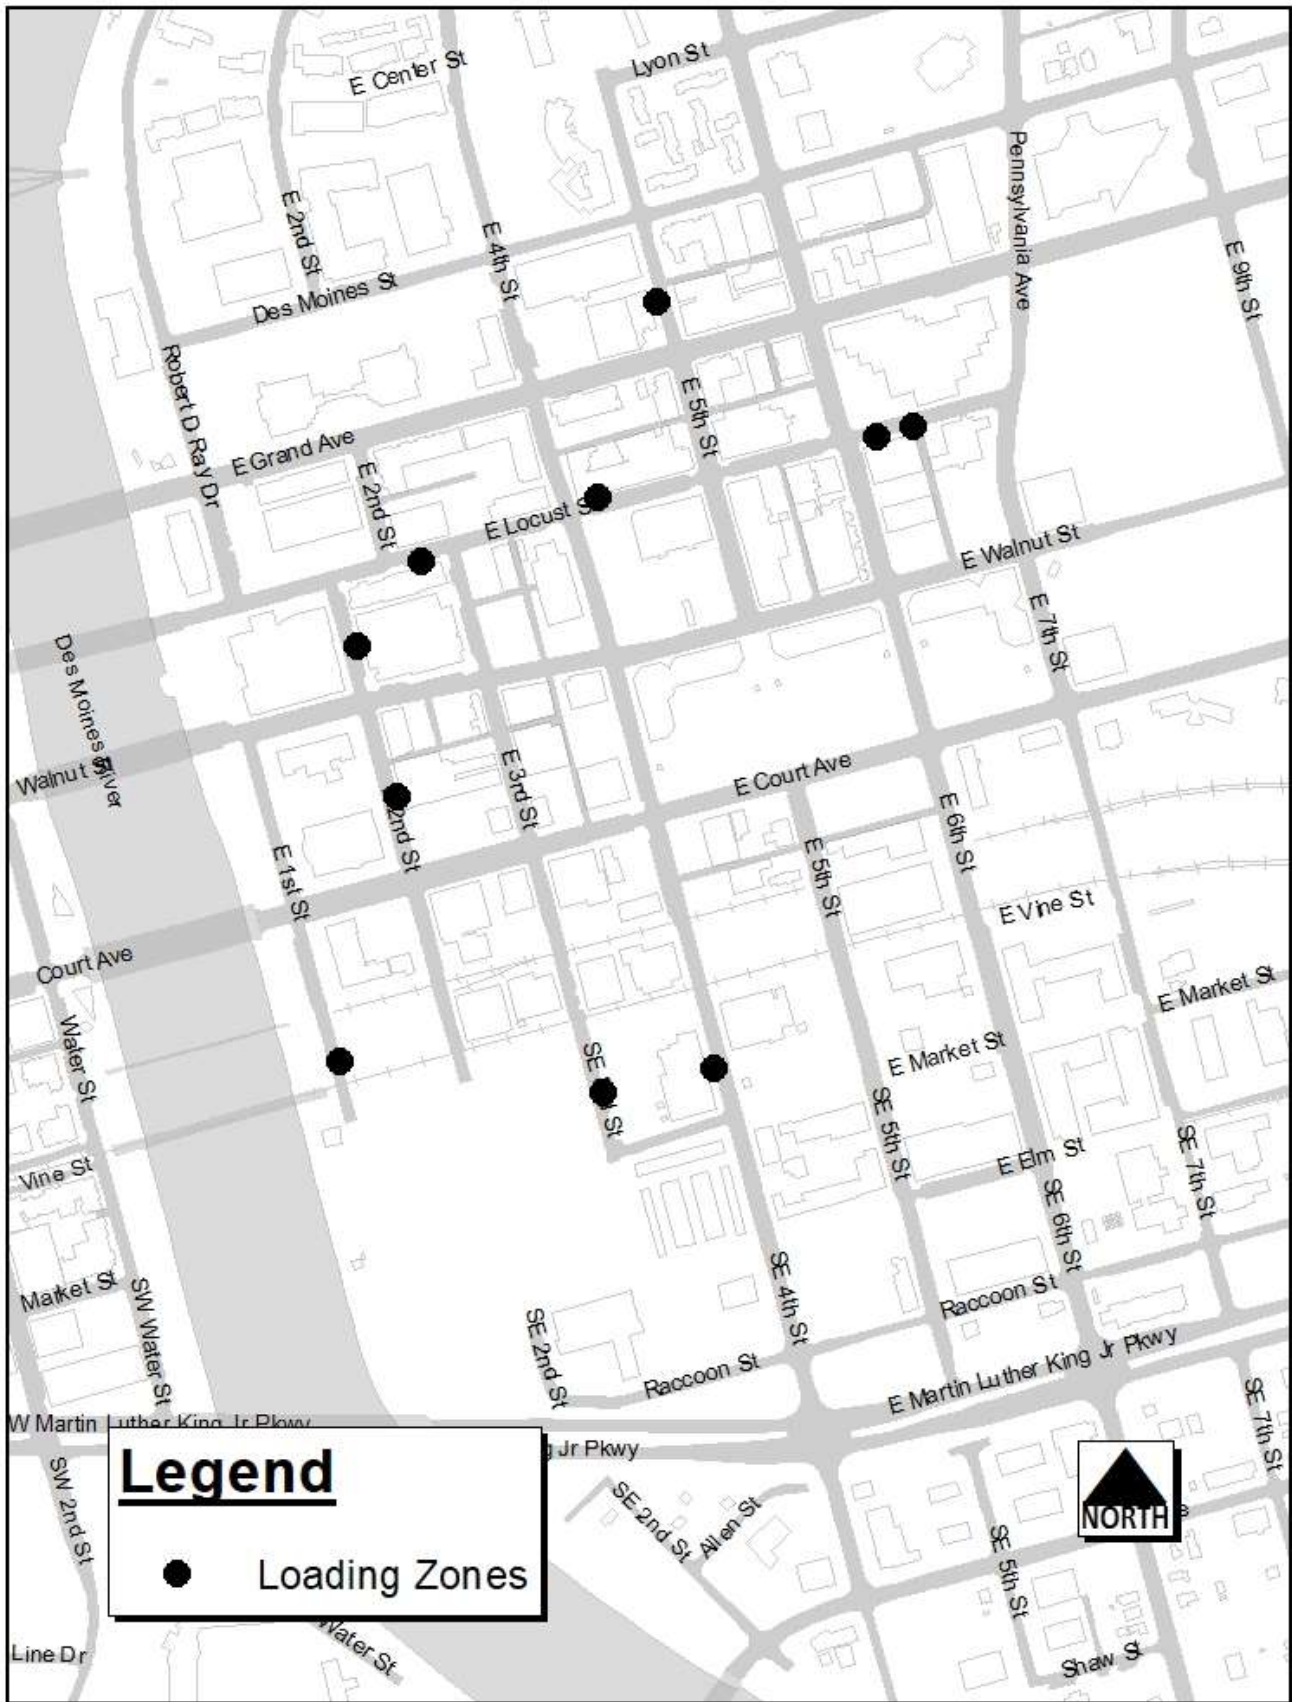 Lyon St
E Center St
Pennsylvania Ave
E 2nd St
E 4th St
E 9th St
Des Moines St
Robert D Ray Dr
E 5th St
E Grand Ave
E 2nd St
E Locust S
E Walnut St
E 7th St
Des Moines River
Walnut St
E 3rd St
E Court Ave
2nd St
E 6th St
E 1st St
E 5th St
E Vine St
Court Ave
E Market St
Water St
E Market St
SE St
SE 5th St
SE 7th St
E Elm St
Vine St
SE 6th St
Market St
SW Water St
SE 4th St
Raccoon St
SE 2nd St
Raccoon St
E Martin Luther King Jr Pkwy
SE 7th St
W Martin Luther King Jr Pkwy
Jr Pkwy
Legend
Loading Zones
SW 2nd St
SE 2nd St
Allen St
NORTH
SE 5th St
Water St
Line Dr
Shaw St